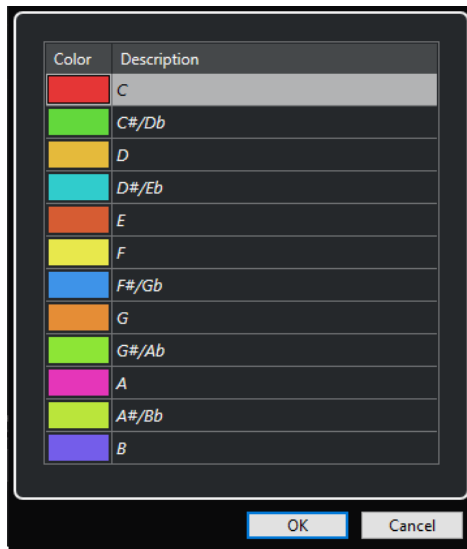 Color Description
C
C#/Db
D
D#/Eb
E
F
F#/Gb
G
G#/Ab
A
A#/Bb
B
OK Cancel